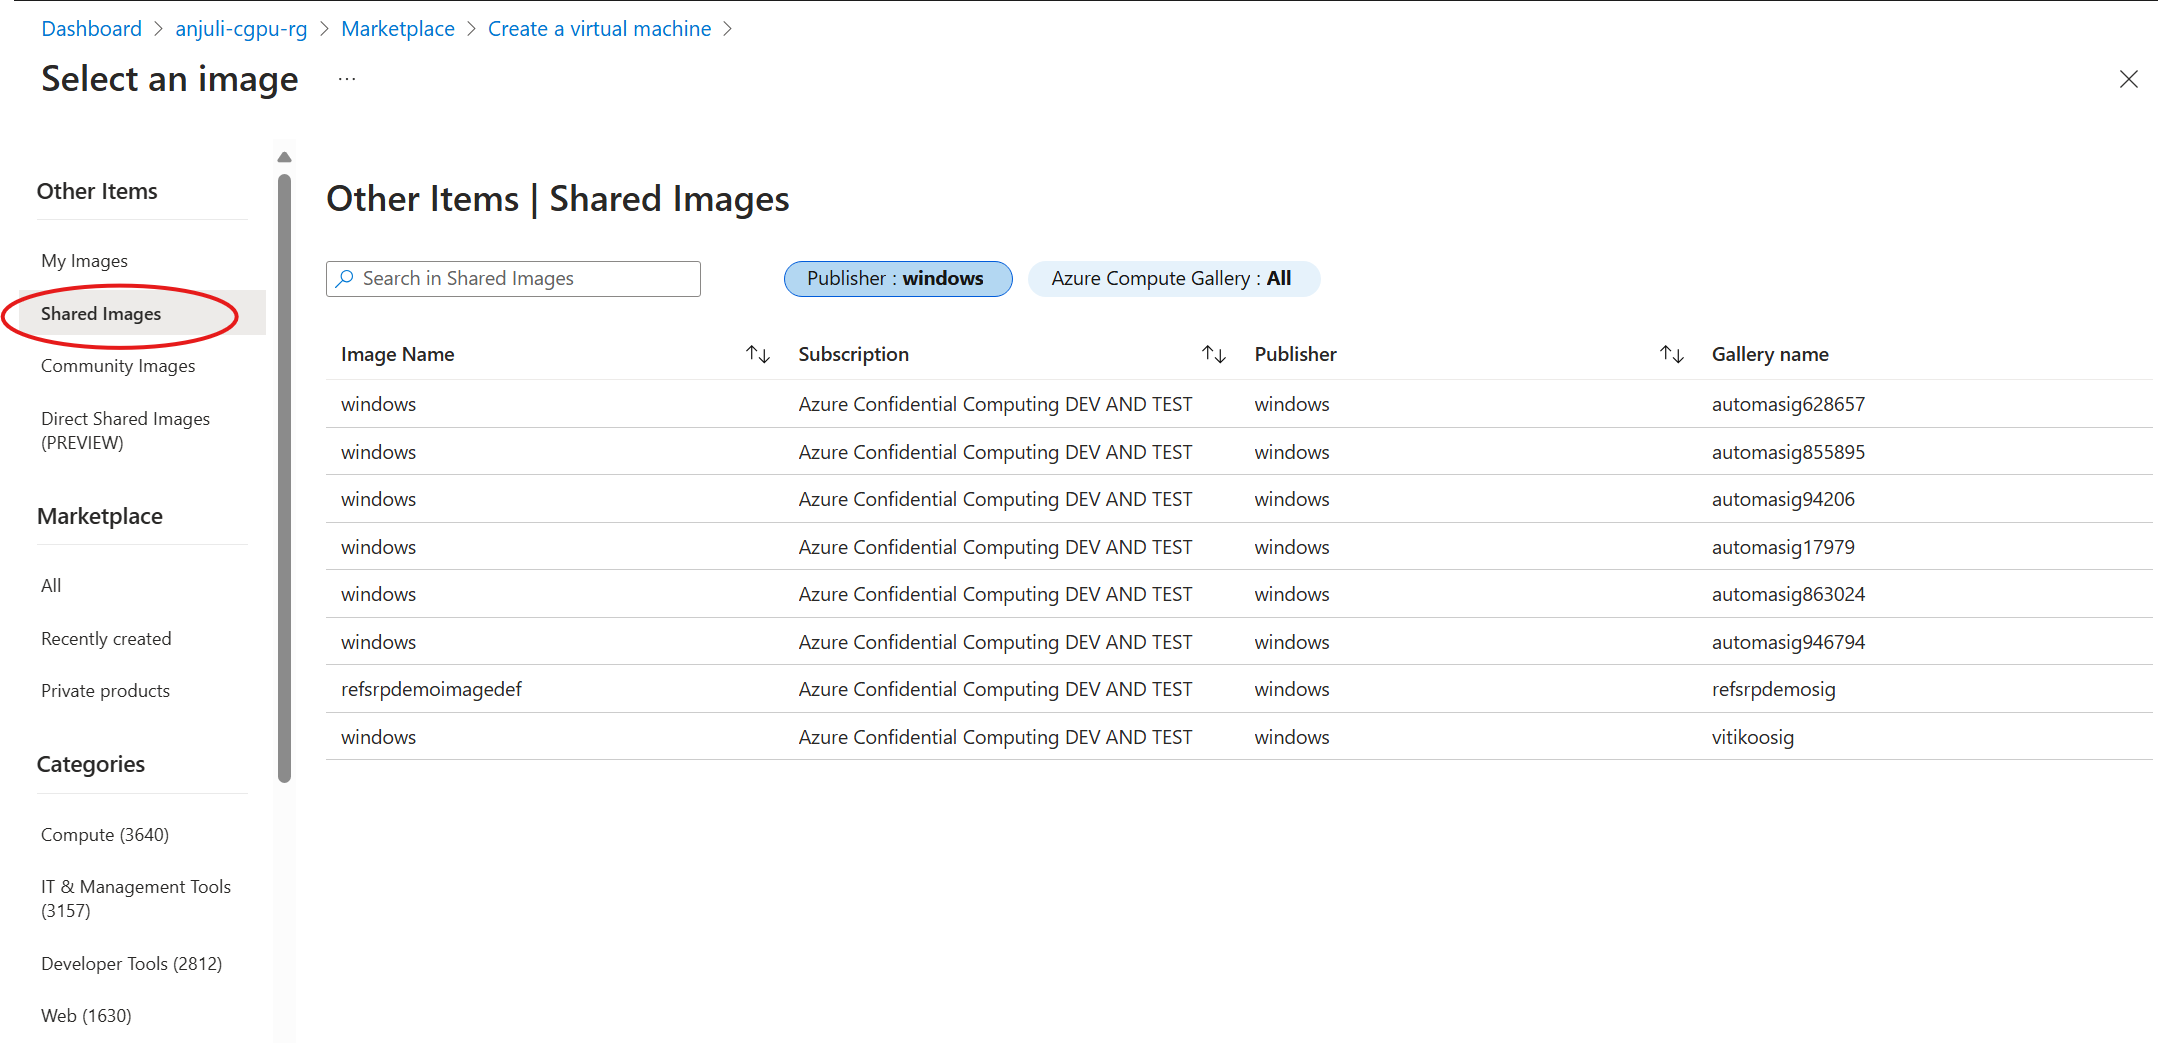 Dashboard > anjuli-cgpu-rg > Marketplace > Create a virtual machine >
Select an image ...
Other Items
My Images
Shared Images
Community Images
Direct Shared Images
(PREVIEW)
Marketplace
All
Recently created
Private products
Categories
Compute (3640)
IT & Management Tools
(3157)
Developer Tools (2812)
Web (1630)
Other Items | Shared Images
Search in Shared Images
Publisher : windows
Azure Compute Gallery : All
Image Name Subscription Publisher Gallery name
windows Azure Confidential Computing DEV AND TEST windows automasig628657
windows Azure Confidential Computing DEV AND TEST windows automasig855895
windows Azure Confidential Computing DEV AND TEST windows automasig94206
windows Azure Confidential Computing DEV AND TEST windows automasig17979
windows Azure Confidential Computing DEV AND TEST windows automasig863024
windows Azure Confidential Computing DEV AND TEST windows automasig946794
refsrpdemoimagedef Azure Confidential Computing DEV AND TEST windows refsrpdemosig
windows Azure Confidential Computing DEV AND TEST windows vitikoosig